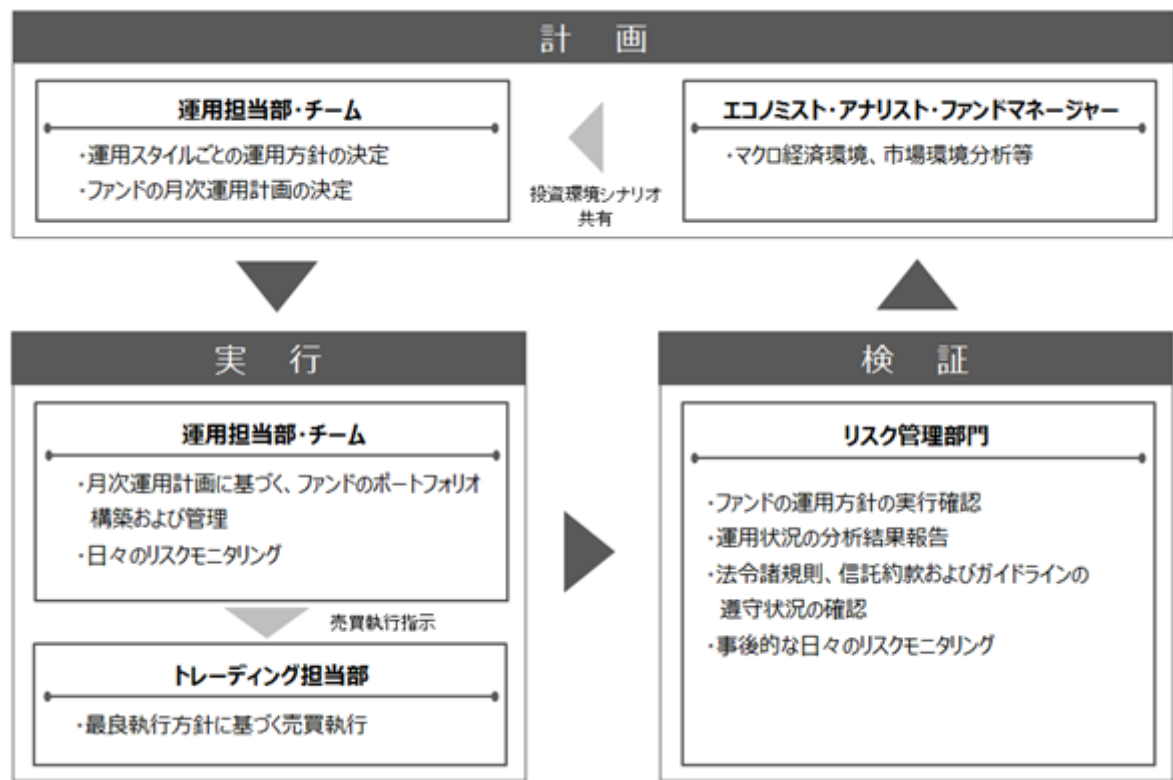 計 画
運用担当部・チーム
・運用スタイルごとの運用方針の決定
・ファンドの月次運用計画の決定
投資環境シナリオ
共有
エコノミスト・アナリスト・ファンドマネージャー
・マクロ経済環境、市場環境分析等
実 行
運用担当部・チーム
・月次運用計画に基づく、ファンドのポートフォリオ
構築および管理
・日々のリスクモニタリング
売買執行指示
トレーディング担当部
・最良執行方針に基づく売買執行
検 証
リスク管理部門
・ファンドの運用方針の実行確認
・運用状況の分析結果報告
・法令諸規則、信託約款およびガイドラインの
遵守状況の確認
・事後的な日々のリスクモニタリング